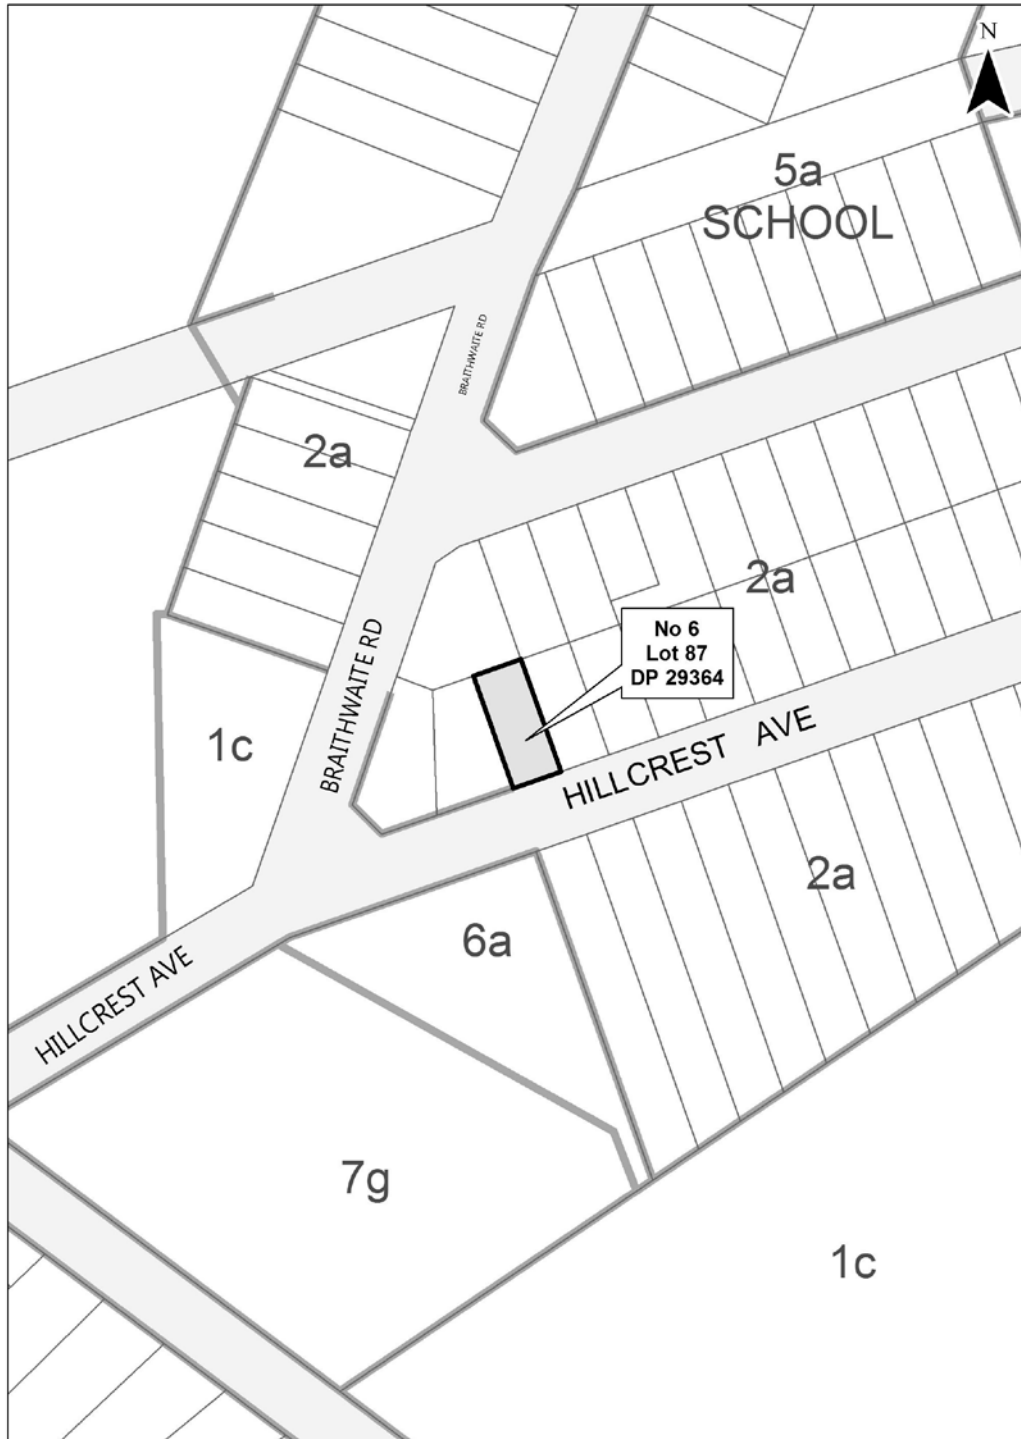 N
5a
SCHOOL
BRAITHWAITE RD
2a
2a
No 6
Lot 87
DP 29364
BRAITHWAITE RD
1c
HILLCREST AVE
2a
6a
HILLCREST AVE
7g
1c